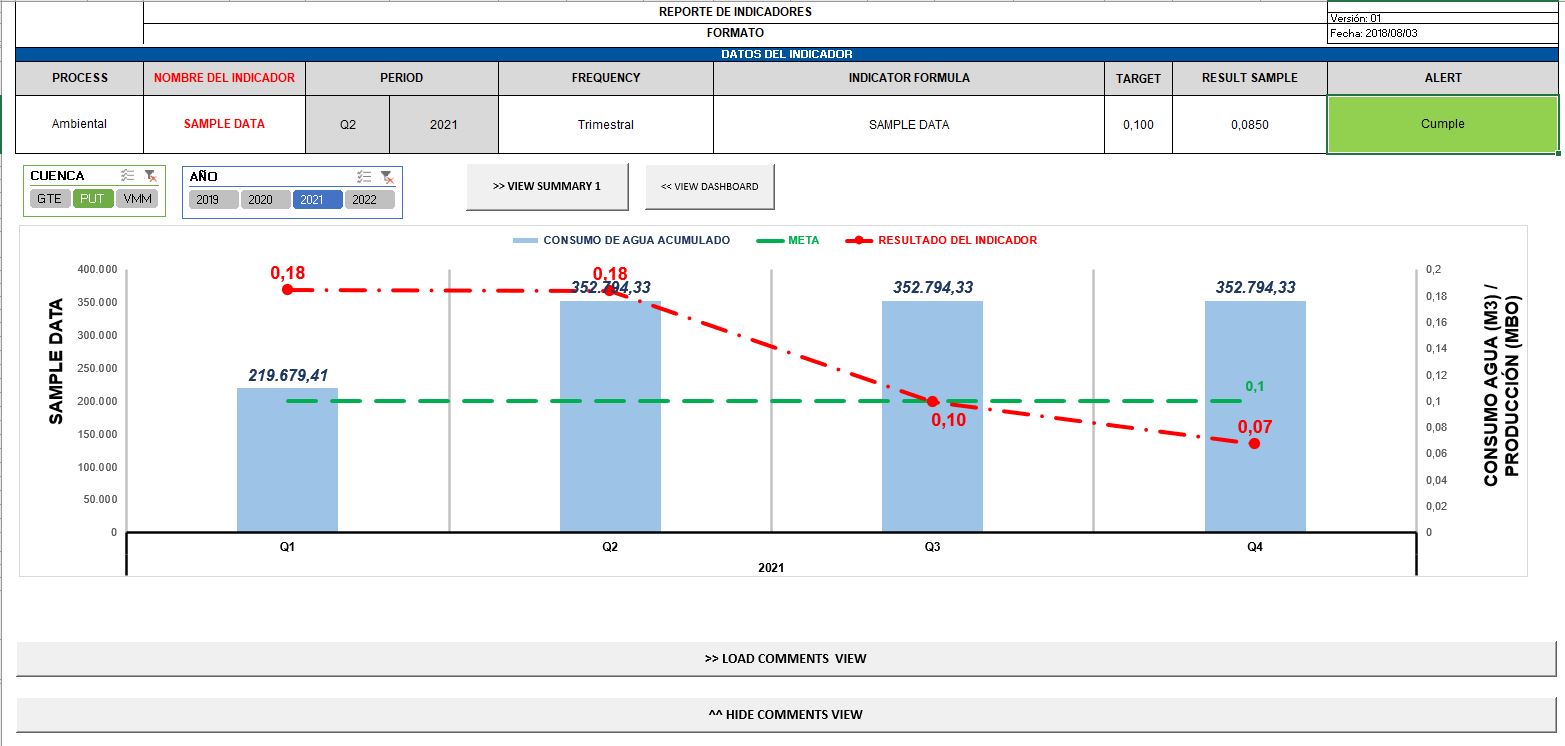 REPORTE DE INDICADORES
Versión: 01
FORMATO
Fecha: 2018/08/03
DATOS DEL INDICADOR
PROCESS NOMBRE DEL INDICADOR PERIOD FREQUENCY INDICATOR FORMULA TARGET RESULT SAMPLE ALERT
Ambiental SAMPLE DATA Q2 2021 Trimestral SAMPLE DATA 0,100 0,0850 Cumple
CUENCA
GTE PUT VMM
AÑO
2019 2020 2021 2022
>> VIEW SUMMARY 1
<< VIEW DASHBOARD
CONSUMO DE AGUA ACUMULADO META RESULTADO DEL INDICADOR
SAMPLE DATA
400.000
350.000
300.000
250.000
200.000
150.000
100.000
50.000
0
0,18 0,18
352.794,33 352.794,33 352.794,33
219.679,41
0,1
0,10 0,07
0,2
0,18
0,16
0,14
0,12
0,1
0,08
0,06
0,04
0,02
0
CONSUMO AGUA (M3) /
PRODUCCIÓN (MBO)
Q1 Q2 Q3 Q4
2021
>> LOAD COMMENTS VIEW
^^ HIDE COMMENTS VIEW